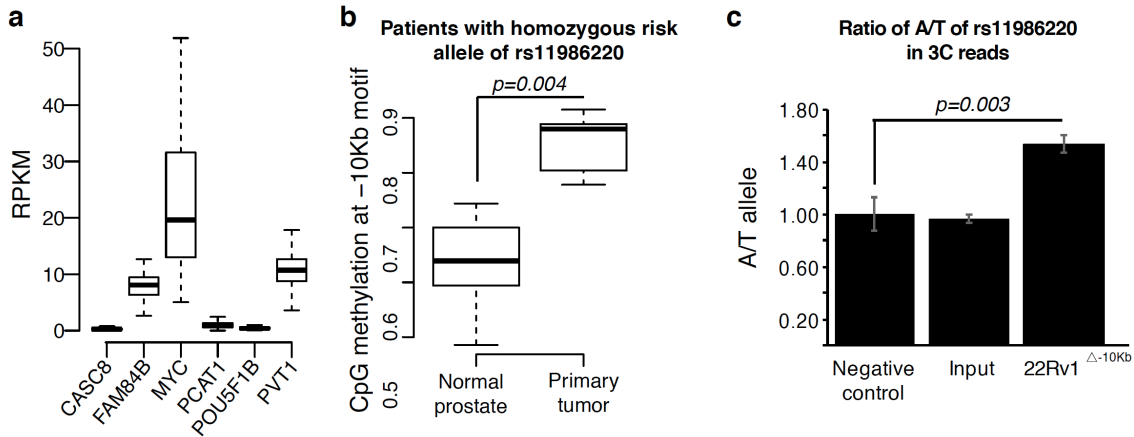 a
RPKM
50
40
30
20
10
0
CASC8
FAM84B
MYC
PCAT1
POU5F1B
PVT1
b
Patients with homozygous risk
allele of rs11986220
p=0.004
CpG methylation at −10Kb motif
0.9
0.8
0.7
0.6
0.5
Normal
prostate
Primary
tumor
c
Ratio of A/T of rs11986220
in 3C reads
p=0.003
A/T allele
1.80
1.40
1.00
0.60
0.20
Negative
control
Input
22Rv1 △-10Kb